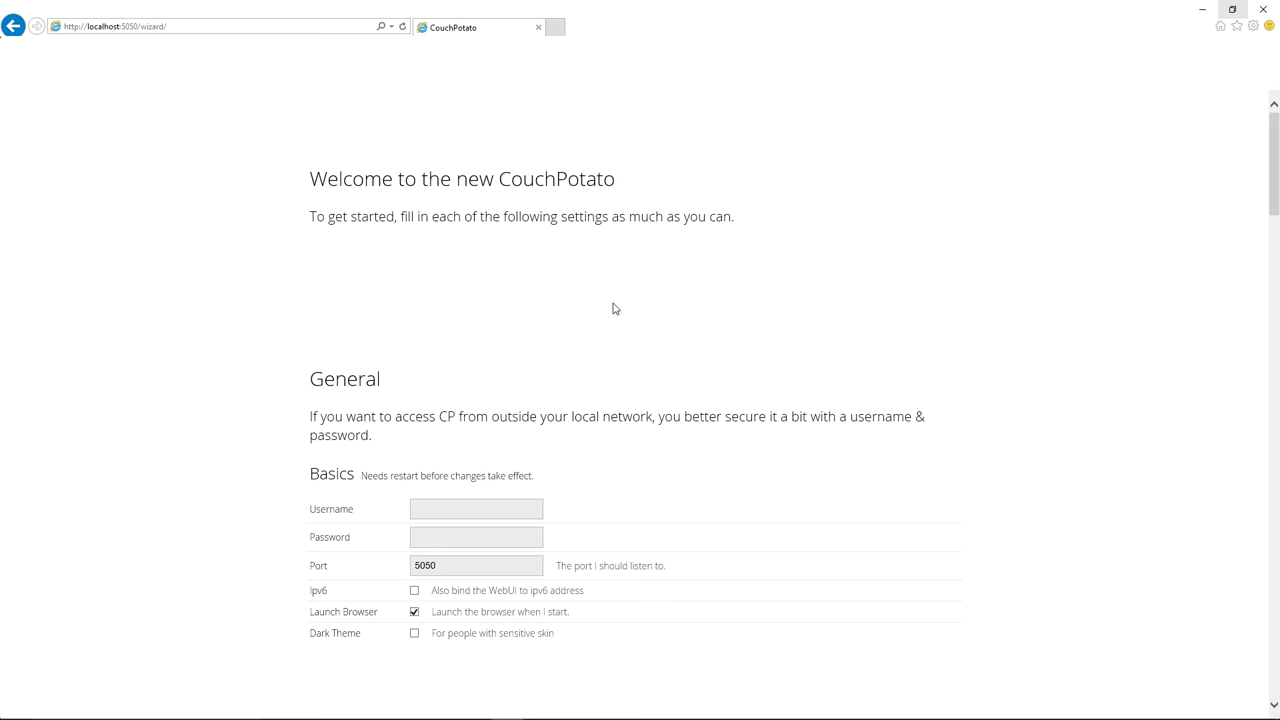 http://localhost:5050/wizard/
CouchPotato
Welcome to the new CouchPotato
To get started, fill in each of the following settings as much as you can.
General
If you want to access CP from outside your local network, you better secure it a bit with a username &
password.
Basics Needs restart before changes take effect.
Username
Password
Port 5050 The port I should listen to.
Ipv6 Also bind the WebUI to ipv6 address
Launch Browser Launch the browser when I start.
Dark Theme For people with sensitive skin